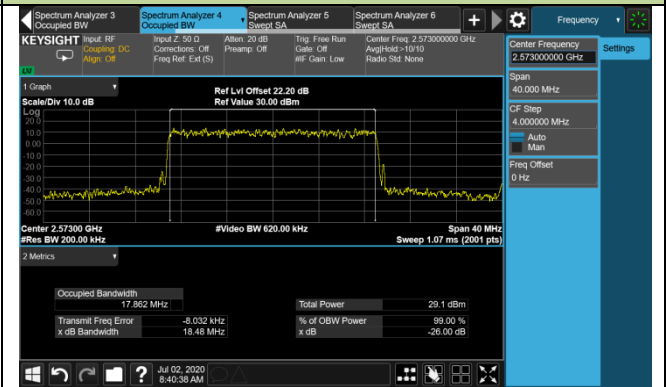 Spectrum Analyzer 3
Occupied BW
Spectrum Analyzer 4
Occupied BW
Spectrum Analyzer 5
Swept SA
Spectrum Analyzer 6
Swept SA
+
Frequency
KEYSIGHT
Input: RF
Coupling: DC
Align: Off
Input Z: 50 Ω
Corrections: Off
Freq Ref: Ext (S)
Atten: 20 dB
Preamp: Off
Trig: Free Run
Gate: Off
#IF Gain: Low
Center Freq: 2.573000000 GHz
Avg|Hold:>10/10
Radio Std: None
LV
Center Frequency
2.573000000 GHz
Settings
Span
40.000 MHz
CF Step
4.000000 MHz
Auto
Man
Freq Offset
0 Hz
1 Graph
Scale/Div 10.0 dB
Ref Lvl Offset 22.20 dB
Ref Value 30.00 dBm
Log
20.0
10.0
0.00
-10.0
-20.0
-30.0
-40.0
-50.0
-60.0
Center 2.57300 GHz
#Video BW 620.00 kHz
Span 40 MHz
#Res BW 200.00 kHz
Sweep 1.07 ms (2001 pts)
2 Metrics
Occupied Bandwidth
17.862 MHz
Total Power 29.1 dBm
Transmit Freq Error -8.032 kHz
% of OBW Power 99.00 %
x dB Bandwidth 18.48 MHz
x dB -26.00 dB
?
Jul 02, 2020
8:40:38 AM